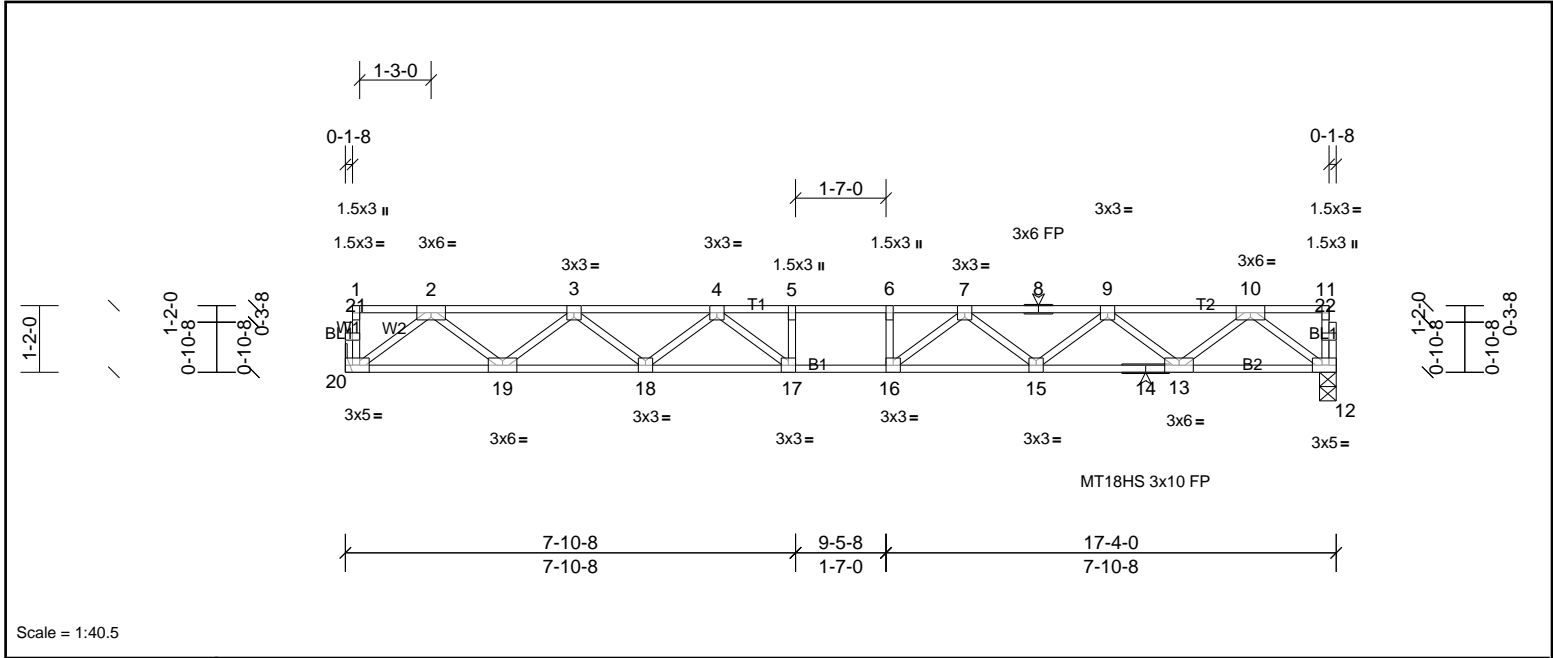 1-3-0
0-1-8
0-1-8
1-7-0
1.5x3 II
3x3 =
1.5x3 =
3x6 FP
1.5x3 =
3x6 =
3x3 =
1.5x3 II
1.5x3 II
3x3 =
1.5x3 II
3x3 =
3x6 =
1 2 3 4 5 6 7 8 9 10 11
21 T1 T2 22
W1 W2
BL1 BL1
1-2-0
1-2-0
0-10-8
0-10-8
0-3-8
1-2-0
0-10-8
0-10-8
0-3-8
B1 B2
20 19 18 17 16 15 14 13 12
3x5 =
3x6 =
3x3 =
3x3 =
3x3 =
3x3 =
3x6 =
3x5 =
MT18HS 3x10 FP
7-10-8 9-5-8 17-4-0
7-10-8 1-7-0 7-10-8
Scale = 1:40.5